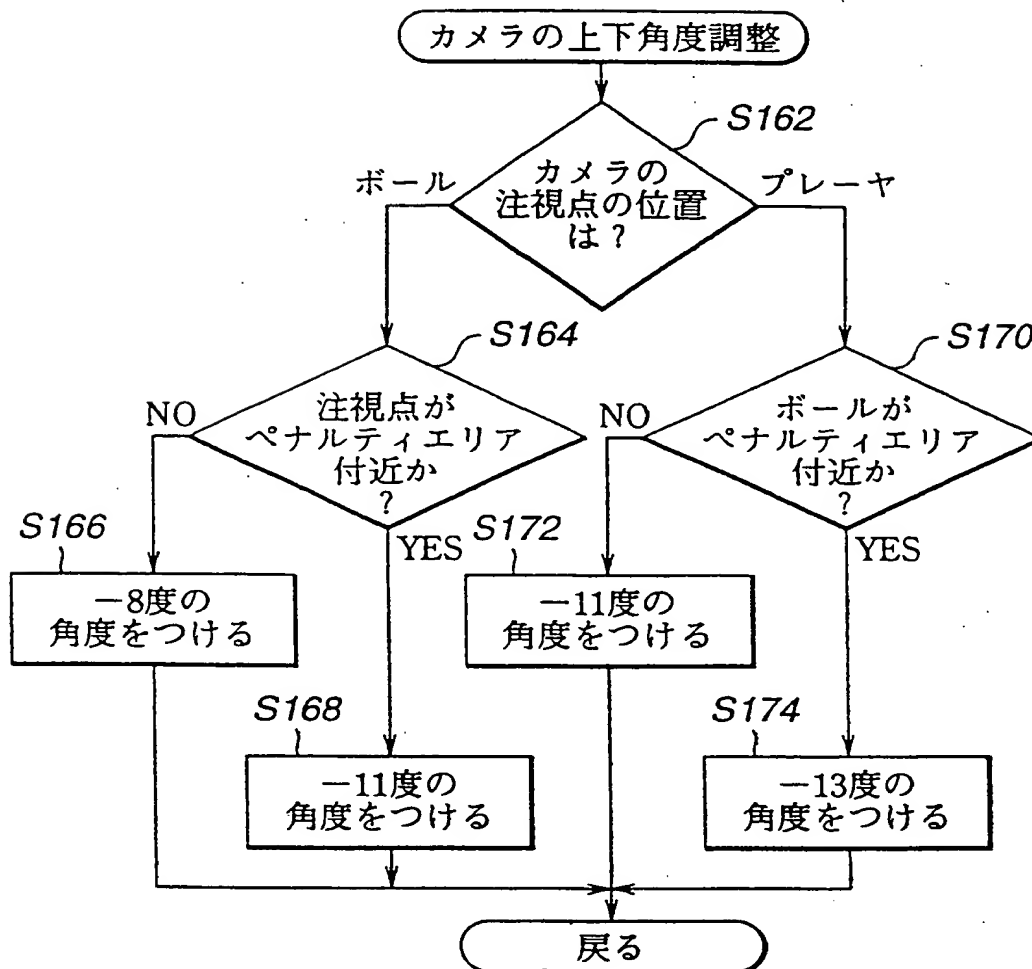 カメラの上下角度調整
S162
カメラの
注視点の位置
は?
ボール
プレーヤ
S164
注視点が
ペナルティエリア
付近か
?
NO
YES
S170
ボールが
ペナルティエリア
付近か
?
NO
YES
S166
−8度の
角度をつける
S172
−11度の
角度をつける
S168
−11度の
角度をつける
S174
−13度の
角度をつける
戻る